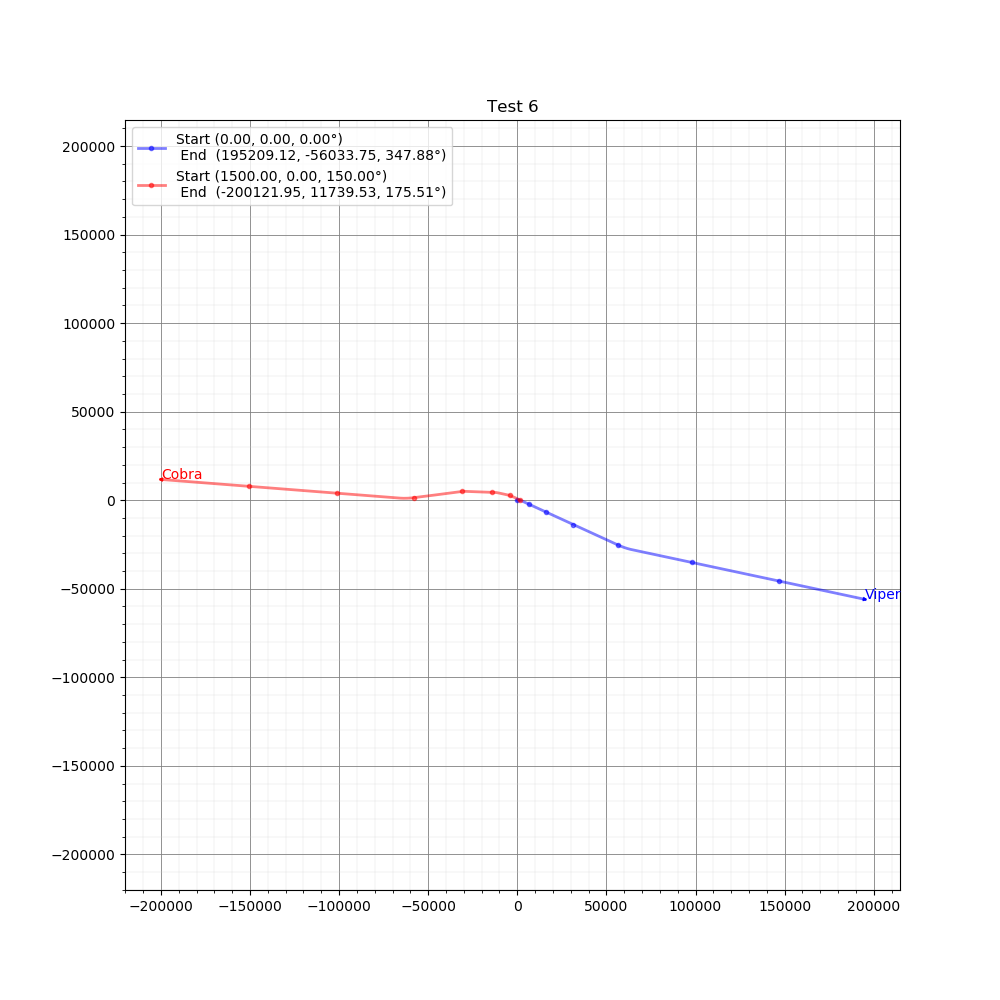 Test 6
Start (0.00, 0.00, 0.00°)
End  (195209.12, -56033.75, 347.88°)
Start (1500.00, 0.00, 150.00°)
End  (-200121.95, 11739.53, 175.51°)
200000
150000
100000
50000
0
−50000
−100000
−150000
−200000
Cobra
Viper
−200000 −150000 −100000 −50000 0 50000 100000 150000 200000